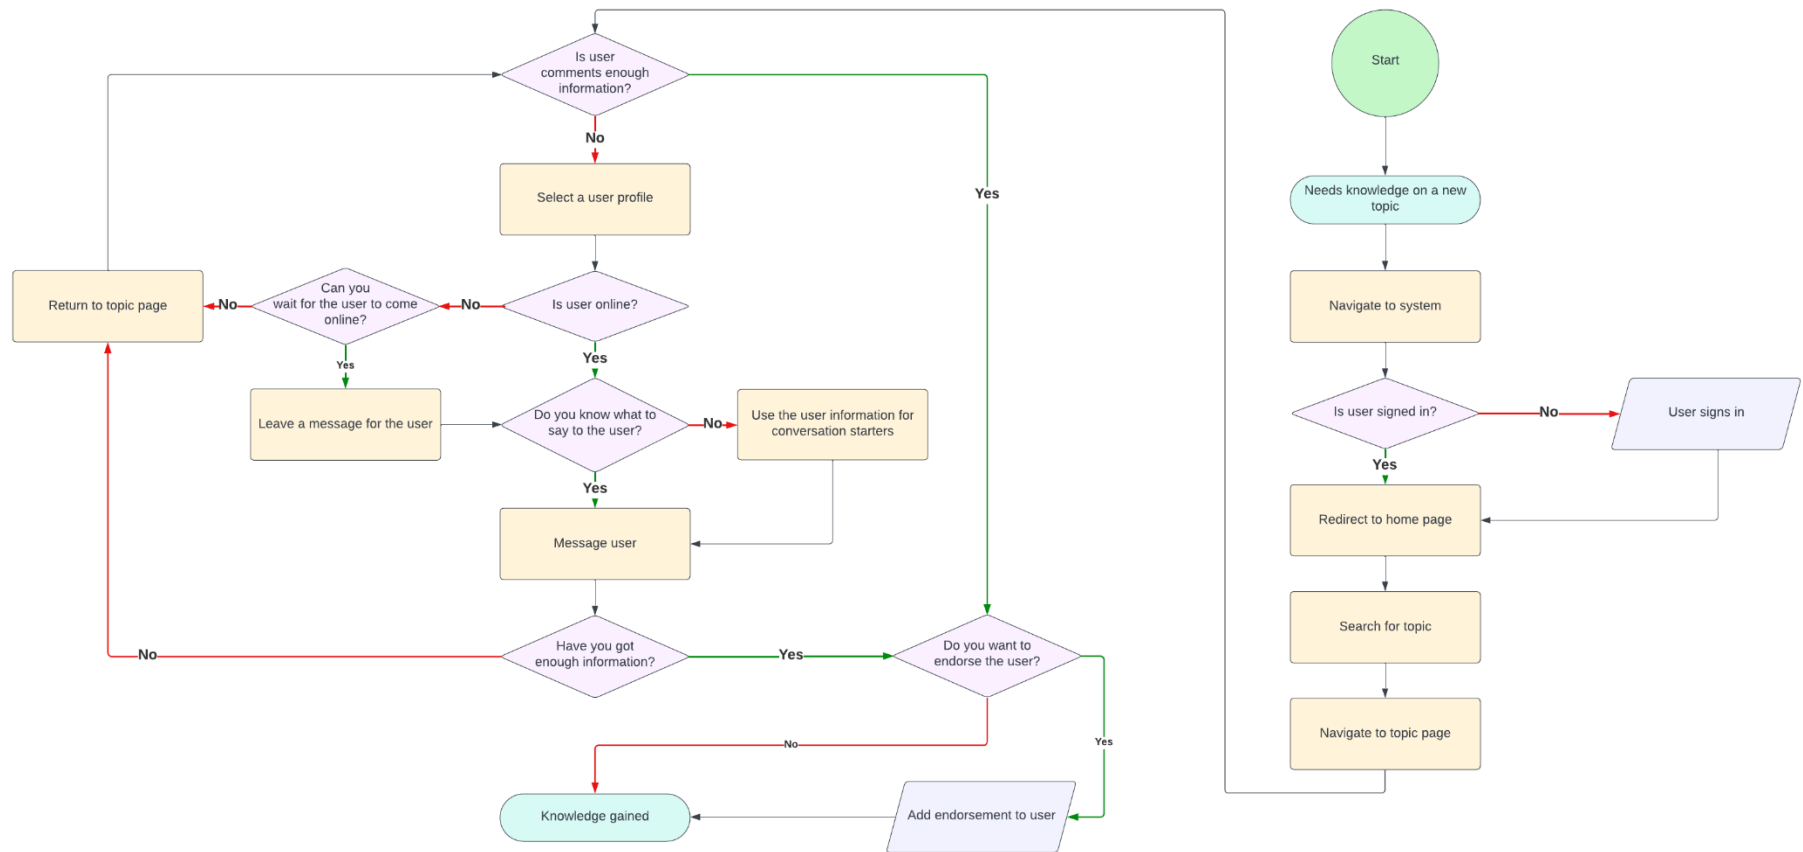 Start
Needs knowledge on a new
topic
Navigate to system
Is user signed in?
No
User signs in
Yes
Redirect to home page
Search for topic
Navigate to topic page
Is user
comments enough
information?
Yes
No
Select a user profile
Is user online?
No
Can you
wait for the user to come
online?
No
Return to topic page
Yes
Leave a message for the user
Yes
Do you know what to
say to the user?
No
Use the user information for
conversation starters
Yes
Message user
Have you got
enough information?
No
Yes
Do you want to
endorse the user?
No
Yes
Add endorsement to user
Knowledge gained